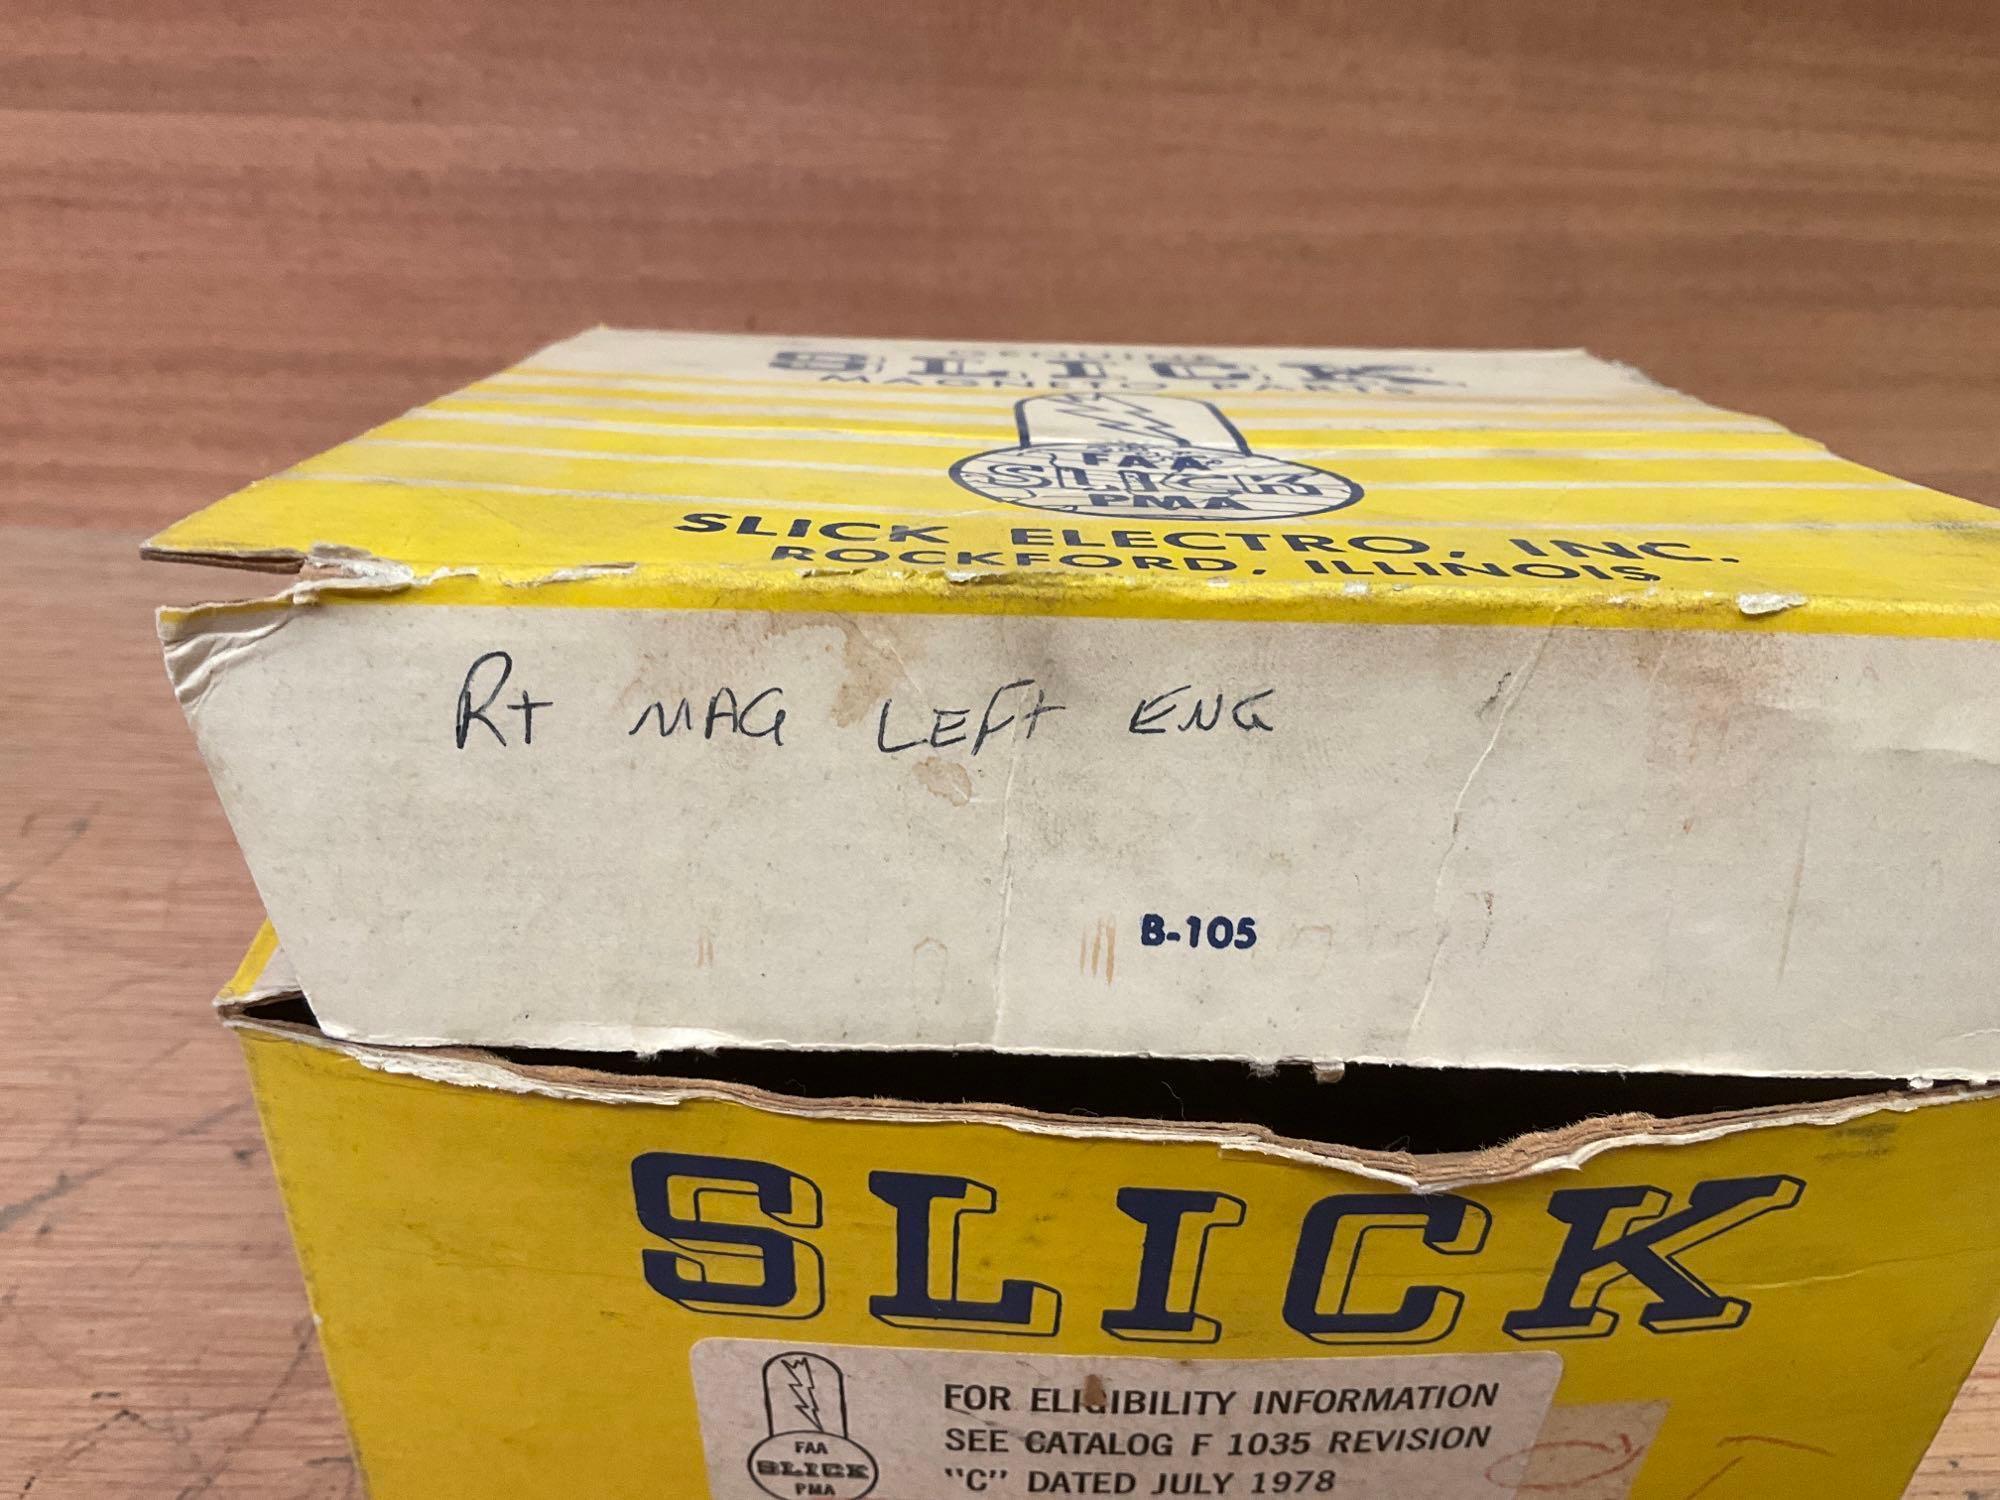 GENUINE
SLICK
MAGNETO PARTS
FAA
SLICK
PMA
SLICK ELECTRO, INC.
ROCKFORD, ILLINOIS
Rt MAG LEFt ENG
B-105
SLICK
FOR ELIGIBILITY INFORMATION
SEE CATALOG F 1035 REVISION
"C" DATED JULY 1978
FAA
SLICK
PMA